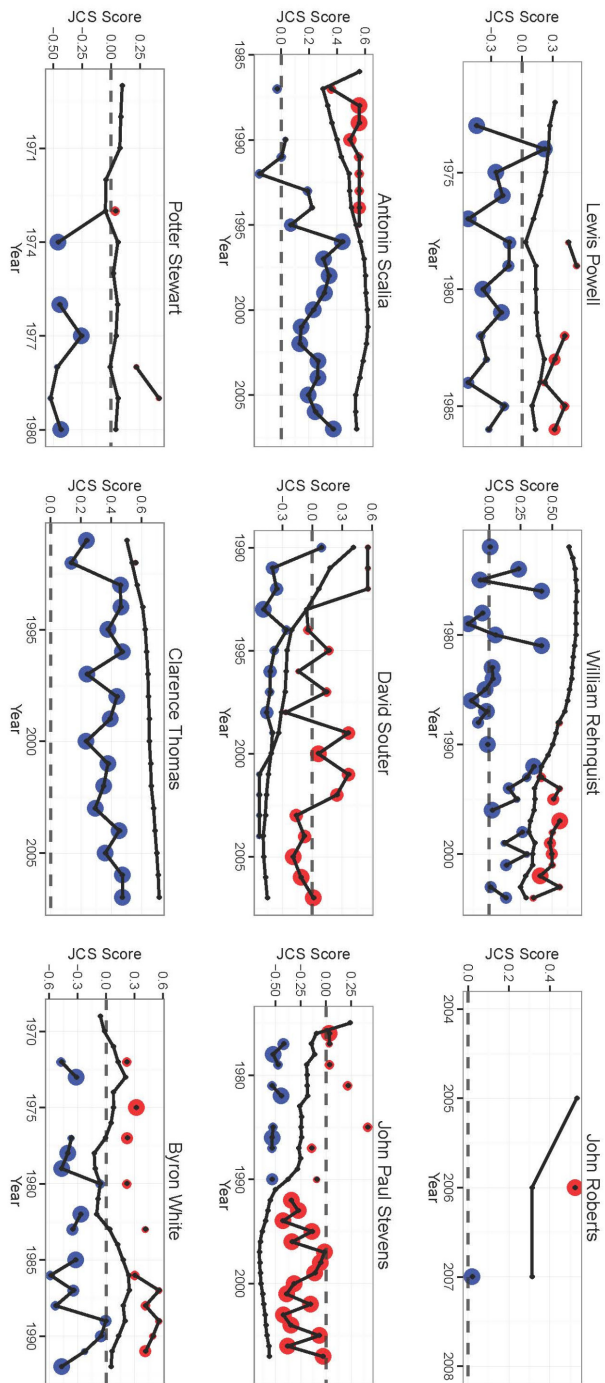 Lewis Powell
JCS Score
0.3
0.0
-0.3
1975 1980 1985
Year
William Rehnquist
JCS Score
0.50
0.25
0.00
1980 1990 2000
Year
John Roberts
JCS Score
0.4
0.2
0.0
2004 2005 2006 2007 2008
Year
Antonin Scalia
JCS Score
0.6
0.4
0.2
0.0
1985 1990 1995 2000 2005
Year
David Souter
JCS Score
0.6
0.3
0.0
-0.3
1990 1995 2000 2005
Year
John Paul Stevens
JCS Score
0.25
0.00
-0.25
-0.50
1980 1990 2000
Year
Potter Stewart
JCS Score
0.25
0.00
-0.25
-0.50
1971 1974 1977 1980
Year
Clarence Thomas
JCS Score
0.6
0.4
0.2
0.0
1995 2000 2005
Year
Byron White
JCS Score
0.6
0.3
0.0
-0.3
-0.6
1970 1975 1980 1985 1990
Year